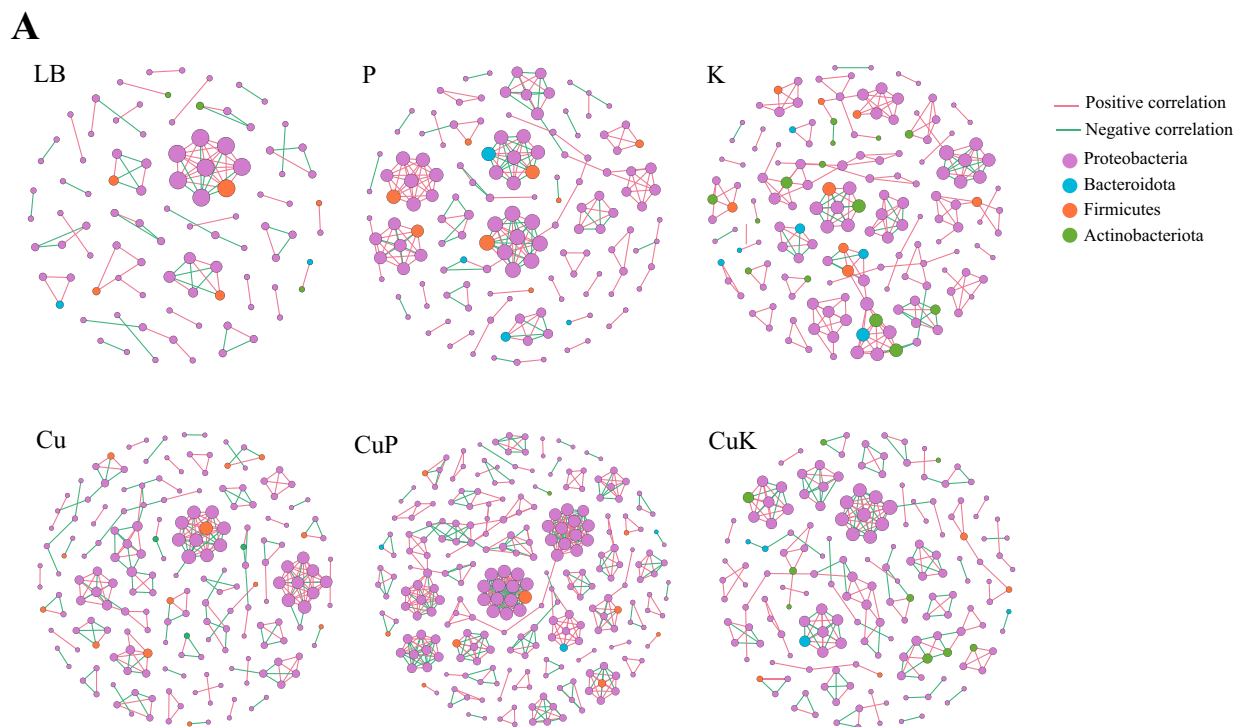 A
LB
P
K
Positive correlation
Negative correlation
Proteobacteria
Bacteroidota
Firmicutes
Actinobacteriota
Cu
CuP
CuK